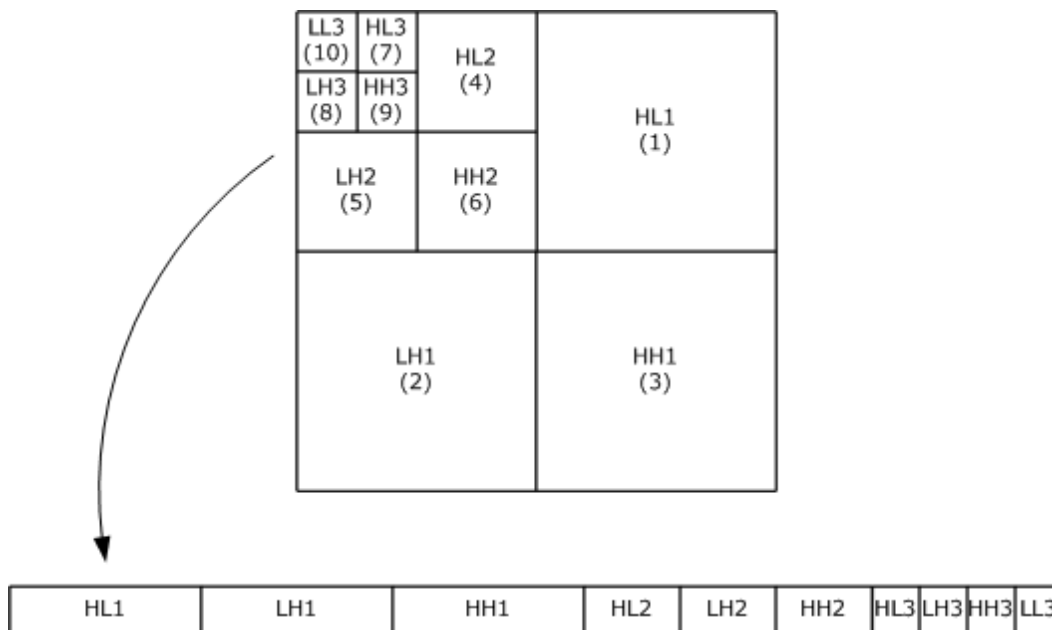 LL3
(10)
HL3
(7)
HL2
(4)
HL1
(1)
LH3
(8)
HH3
(9)
LH2
(5)
HH2
(6)
LH1
(2)
HH1
(3)
HL1 LH1 HH1 HL2 LH2 HH2 HL3 LH3 HH3 LL3